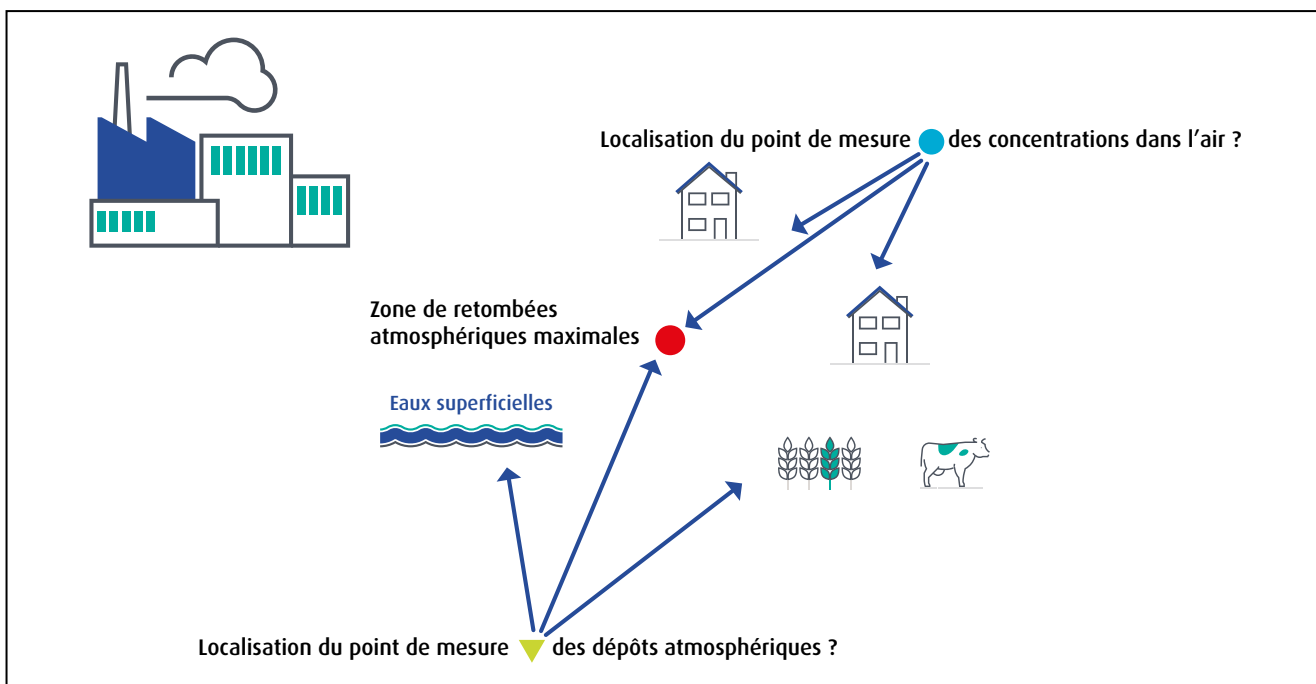 Localisation du point de mesure des concentrations dans l'air ?
Zone de retombées
atmosphériques maximales
Eaux superficielles
Localisation du point de mesure des dépôts atmosphériques ?